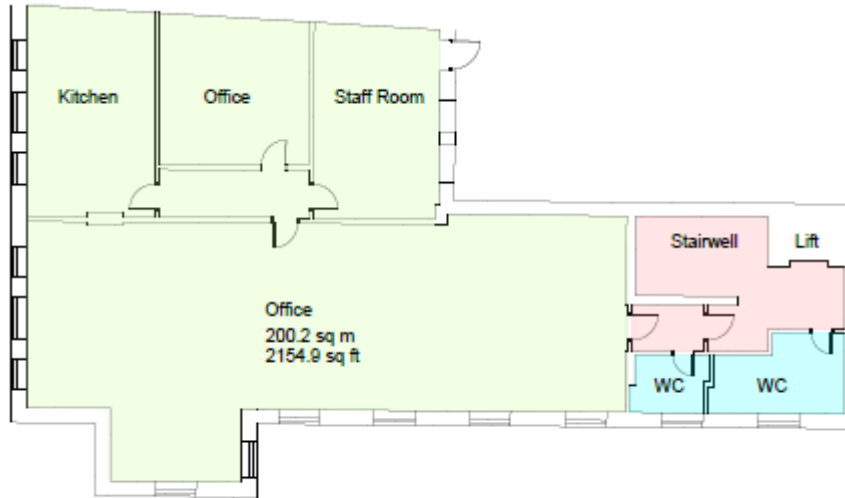 Kitchen
Office
Staff Room
Stairwell
Lift
Office
200.2 sq m
2154.9 sq ft
WC
WC